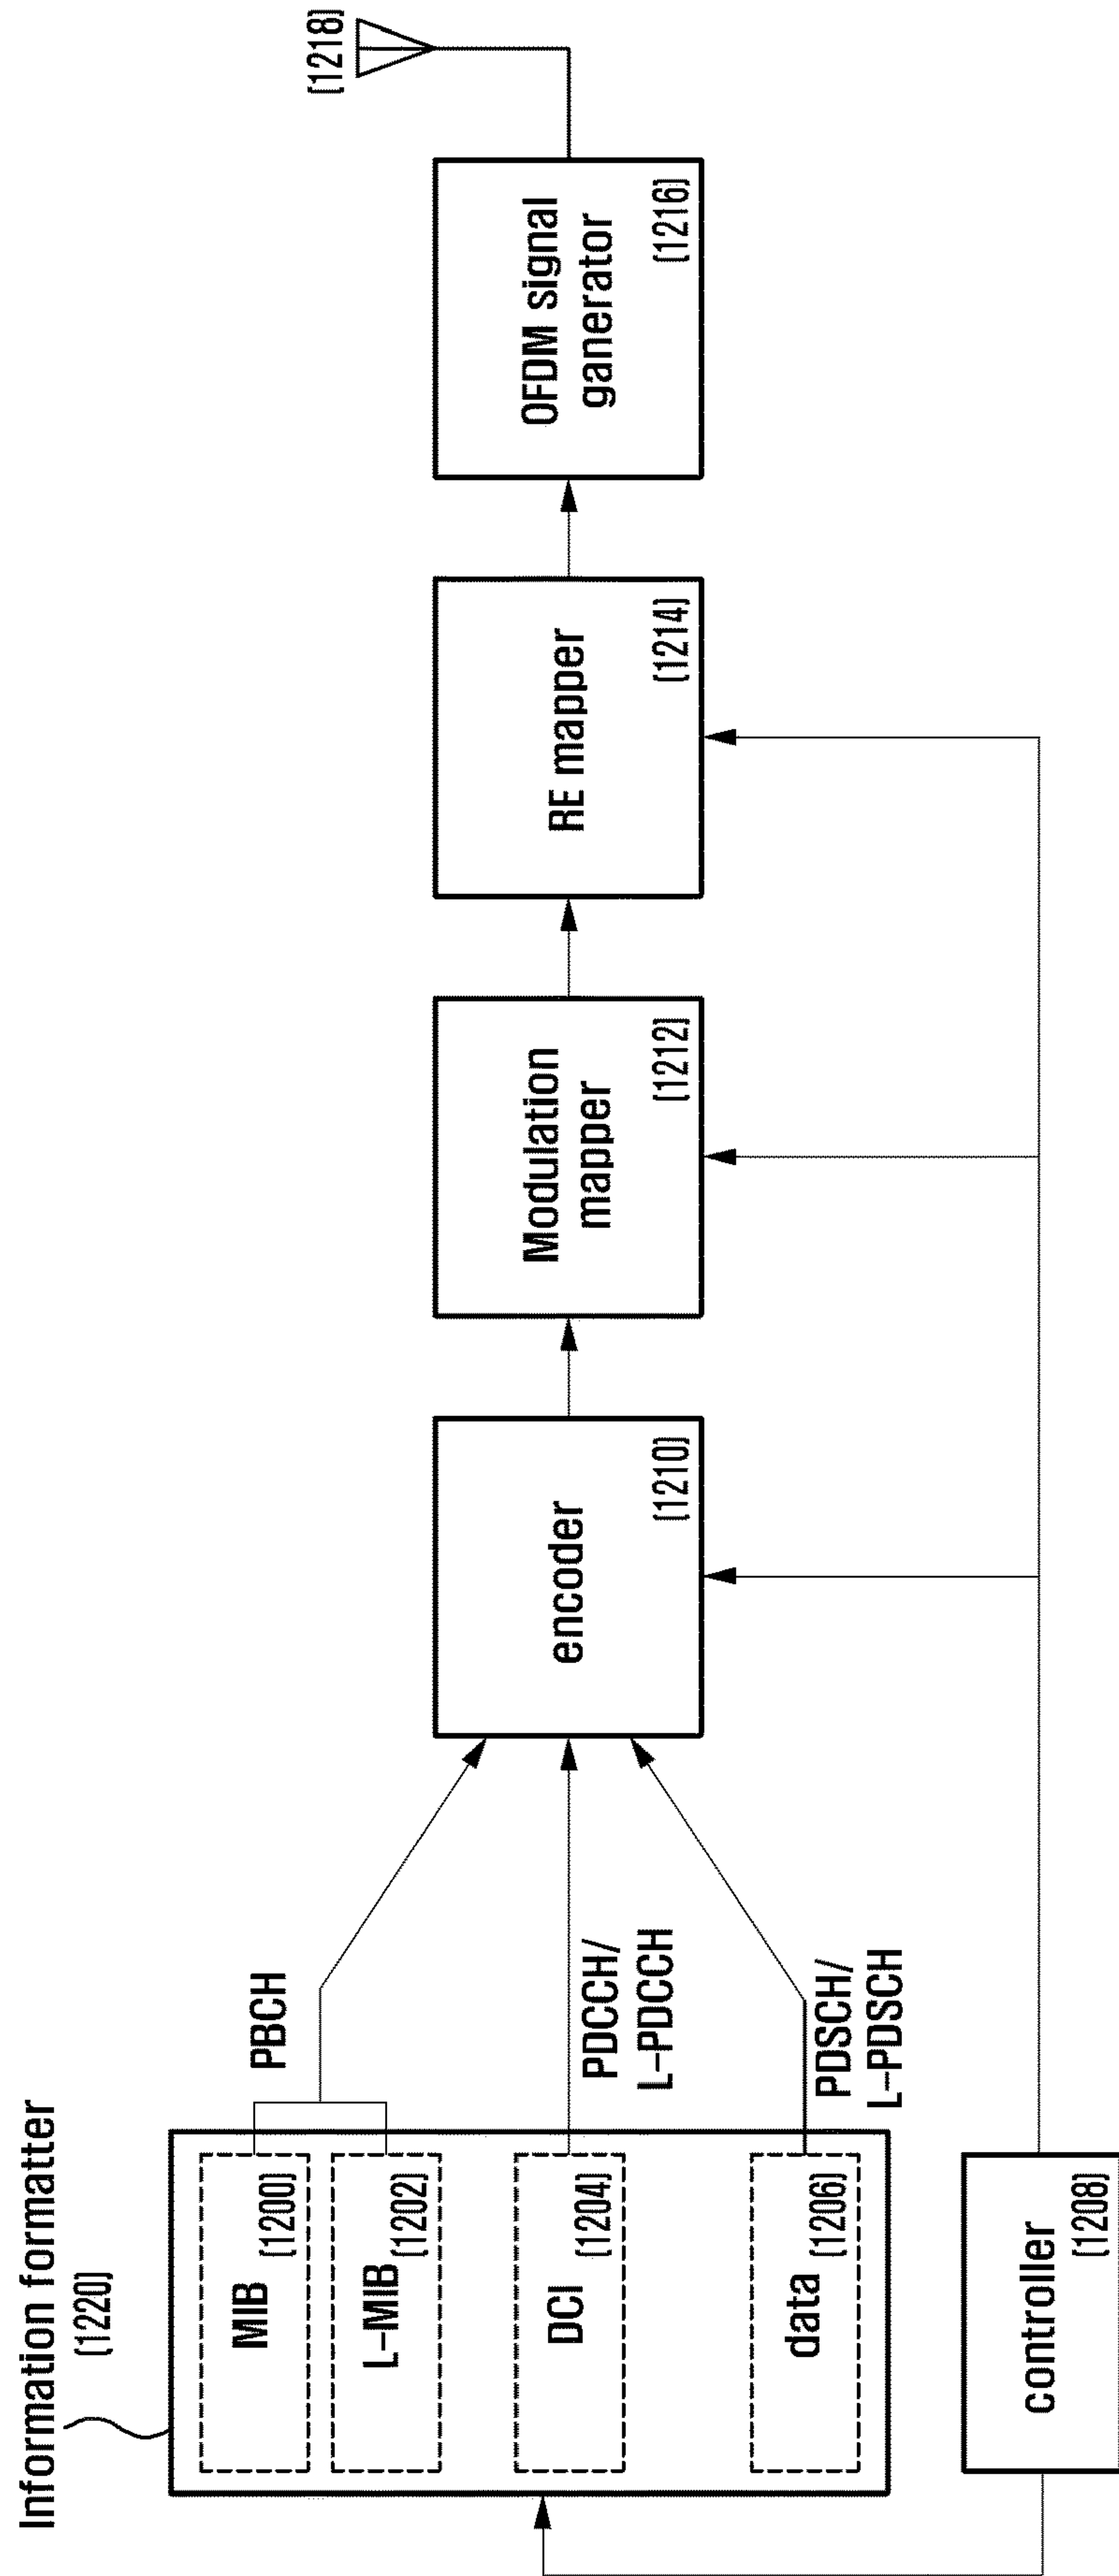 Information formatter
(1220)
MIB
(1200)
L-MIB
(1202)
DCI
(1204)
data
(1206)
PBCH
PDCCH/
L-PDCCH
PDSCH/
L-PDSCH
controller
(1208)
encoder
(1210)
Modulation
mapper
(1212)
RE mapper
(1214)
OFDM signal
ganerator
(1216)
(1218)